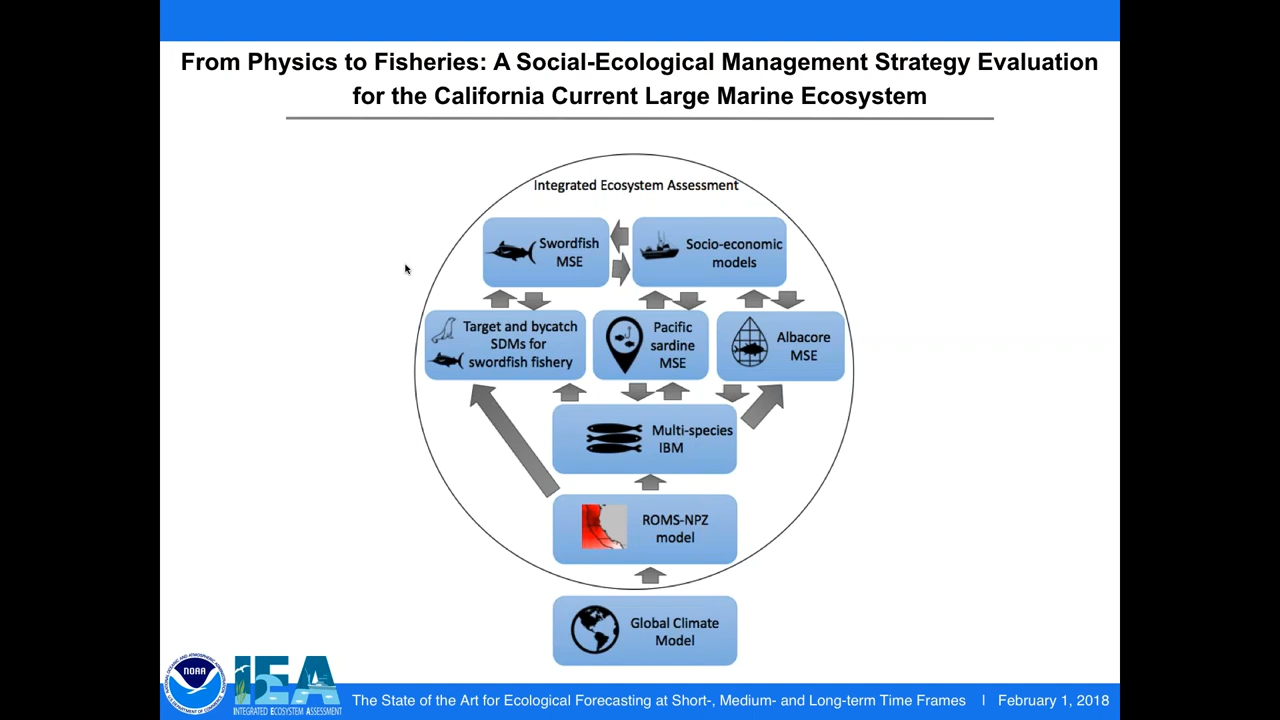 From Physics to Fisheries: A Social-Ecological Management Strategy Evaluation
for the California Current Large Marine Ecosystem
Integrated Ecosystem Assessment
Swordfish
MSE
Socio-economic
models
Target and bycatch
SDMs for
swordfish fishery
Pacific
sardine
MSE
Albacore
MSE
Multi-species
IBM
ROMS-NPZ
model
Global Climate
Model
NOAA
IEA
INTEGRATED ECOSYSTEM ASSESSMENT
The State of the Art for Ecological Forecasting at Short-, Medium- and Long-term Time Frames | February 1, 2018